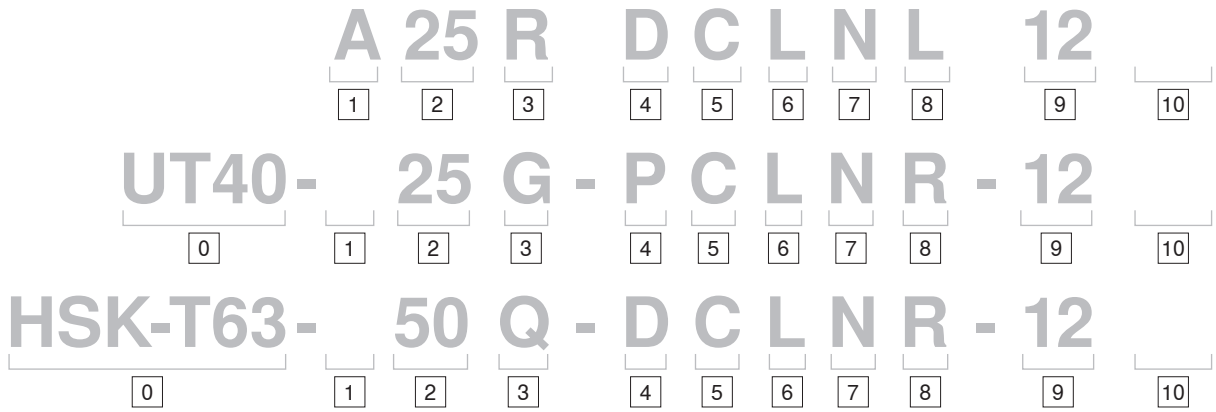 A 25 R D C L N L 12
1 2 3 4 5 6 7 8 9 10
UT40- 25 G - P C L N R - 12
0 1 2 3 4 5 6 7 8 9 10
HSK-T63- 50 Q - D C L N R - 12
0 1 2 3 4 5 6 7 8 9 10